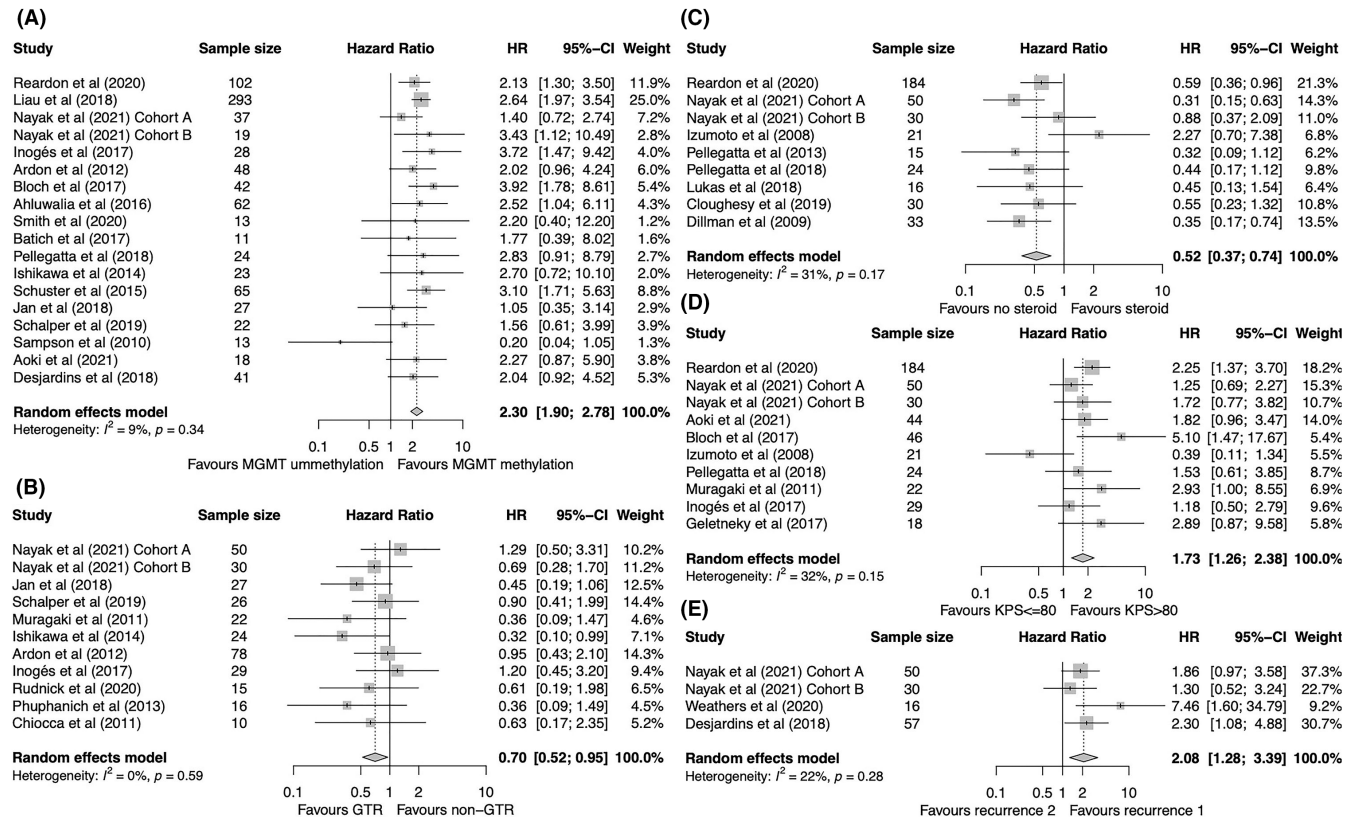 (A)
Study Sample size Hazard Ratio HR 95%−CI Weight
Reardon et al (2020) 102 2.13 [1.30; 3.50] 11.9%
Liau et al (2018) 293 2.64 [1.97; 3.54] 25.0%
Nayak et al (2021) Cohort A 37 1.40 [0.72; 2.74] 7.2%
Nayak et al (2021) Cohort B 19 3.43 [1.12; 10.49] 2.8%
Inogés et al (2017) 28 3.72 [1.47; 9.42] 4.0%
Ardon et al (2012) 48 2.02 [0.96; 4.24] 6.0%
Bloch et al (2017) 42 3.92 [1.78; 8.61] 5.4%
Ahluwalia et al (2016) 62 2.52 [1.04; 6.11] 4.3%
Smith et al (2020) 13 2.20 [0.40; 12.20] 1.2%
Batich et al (2017) 11 1.77 [0.39; 8.02] 1.6%
Pellegatta et al (2018) 24 2.83 [0.91; 8.79] 2.7%
Ishikawa et al (2014) 23 2.70 [0.72; 10.10] 2.0%
Schuster et al (2015) 65 3.10 [1.71; 5.63] 8.8%
Jan et al (2018) 27 1.05 [0.35; 3.14] 2.9%
Schalper et al (2019) 22 1.56 [0.61; 3.99] 3.9%
Sampson et al (2010) 13 0.20 [0.04; 1.05] 1.3%
Aoki et al (2021) 18 2.27 [0.87; 5.90] 3.8%
Desjardins et al (2018) 41 2.04 [0.92; 4.52] 5.3%
Random effects model 2.30 [1.90; 2.78] 100.0%
Heterogeneity: I² = 9%, p = 0.34
0.1 0.5 1 2 10
Favours MGMT ummethylation Favours MGMT methylation
(B)
Study Sample size Hazard Ratio HR 95%−CI Weight
Nayak et al (2021) Cohort A 50 1.29 [0.50; 3.31] 10.2%
Nayak et al (2021) Cohort B 30 0.69 [0.28; 1.70] 11.2%
Jan et al (2018) 27 0.45 [0.19; 1.06] 12.5%
Schalper et al (2019) 26 0.90 [0.41; 1.99] 14.4%
Muragaki et al (2011) 22 0.36 [0.09; 1.47] 4.6%
Ishikawa et al (2014) 24 0.32 [0.10; 0.99] 7.1%
Ardon et al (2012) 78 0.95 [0.43; 2.10] 14.3%
Inogés et al (2017) 29 1.20 [0.45; 3.20] 9.4%
Rudnick et al (2020) 15 0.61 [0.19; 1.98] 6.5%
Phuphanich et al (2013) 16 0.36 [0.09; 1.49] 4.5%
Chiocca et al (2011) 10 0.63 [0.17; 2.35] 5.2%
Random effects model 0.70 [0.52; 0.95] 100.0%
Heterogeneity: I² = 0%, p = 0.59
0.1 0.5 1 2 10
Favours GTR Favours non−GTR
(C)
Study Sample size Hazard Ratio HR 95%−CI Weight
Reardon et al (2020) 184 0.59 [0.36; 0.96] 21.3%
Nayak et al (2021) Cohort A 50 0.31 [0.15; 0.63] 14.3%
Nayak et al (2021) Cohort B 30 0.88 [0.37; 2.09] 11.0%
Izumoto et al (2008) 21 2.27 [0.70; 7.38] 6.8%
Pellegatta et al (2013) 15 0.32 [0.09; 1.12] 6.2%
Pellegatta et al (2018) 24 0.44 [0.17; 1.12] 9.8%
Lukas et al (2018) 16 0.45 [0.13; 1.54] 6.4%
Cloughesy et al (2019) 30 0.55 [0.23; 1.32] 10.8%
Dillman et al (2009) 33 0.35 [0.17; 0.74] 13.5%
Random effects model 0.52 [0.37; 0.74] 100.0%
Heterogeneity: I² = 31%, p = 0.17
0.1 0.5 1 2 10
Favours no steroid Favours steroid
(D)
Study Sample size Hazard Ratio HR 95%−CI Weight
Reardon et al (2020) 184 2.25 [1.37; 3.70] 18.2%
Nayak et al (2021) Cohort A 50 1.25 [0.69; 2.27] 15.3%
Nayak et al (2021) Cohort B 30 1.72 [0.77; 3.82] 10.7%
Aoki et al (2021) 44 1.82 [0.96; 3.47] 14.0%
Bloch et al (2017) 46 5.10 [1.47; 17.67] 5.4%
Izumoto et al (2008) 21 0.39 [0.11; 1.34] 5.5%
Pellegatta et al (2018) 24 1.53 [0.61; 3.85] 8.7%
Muragaki et al (2011) 22 2.93 [1.00; 8.55] 6.9%
Inogés et al (2017) 29 1.18 [0.50; 2.79] 9.6%
Geletneky et al (2017) 18 2.89 [0.87; 9.58] 5.8%
Random effects model 1.73 [1.26; 2.38] 100.0%
Heterogeneity: I² = 32%, p = 0.15
0.1 0.5 1 2 10
Favours KPS<=80 Favours KPS>80
(E)
Study Sample size Hazard Ratio HR 95%−CI Weight
Nayak et al (2021) Cohort A 50 1.86 [0.97; 3.58] 37.3%
Nayak et al (2021) Cohort B 30 1.30 [0.52; 3.24] 22.7%
Weathers et al (2020) 16 7.46 [1.60; 34.79] 9.2%
Desjardins et al (2018) 57 2.30 [1.08; 4.88] 30.7%
Random effects model 2.08 [1.28; 3.39] 100.0%
Heterogeneity: I² = 22%, p = 0.28
0.1 0.5 1 2 10
Favours recurrence 2 Favours recurrence 1